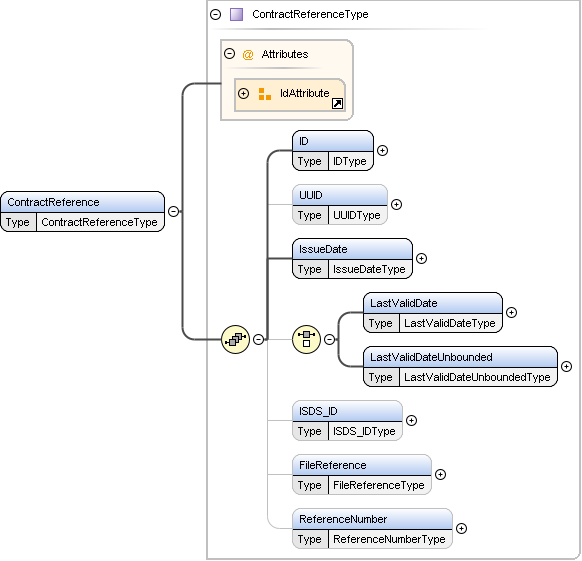 ContractReferenceType
@ Attributes
IdAttribute
ContractReference
Type ContractReferenceType
ID
Type IDType
UUID
Type UUIDType
IssueDate
Type IssueDateType
LastValidDate
Type LastValidDateType
LastValidDateUnbounded
Type LastValidDateUnboundedType
ISDS_ID
Type ISDS_IDType
FileReference
Type FileReferenceType
ReferenceNumber
Type ReferenceNumberType